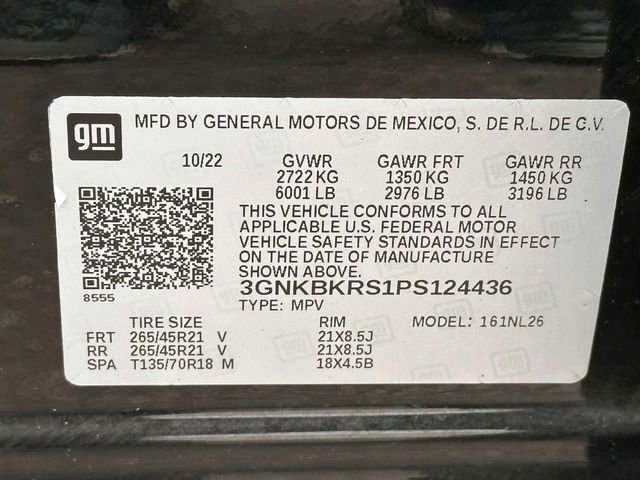 gm MFD BY GENERAL MOTORS DE MEXICO, S. DE R.L. DE C.V.
10/22 GVWR GAWR FRT GAWR RR
2722 KG 1350 KG 1450 KG
6001 LB 2976 LB 3196 LB
THIS VEHICLE CONFORMS TO ALL
APPLICABLE U.S. FEDERAL MOTOR
VEHICLE SAFETY STANDARDS IN EFFECT
ON THE DATE OF MANUFACTURE
SHOWN ABOVE.
8555 3GNKBKRS1PS124436
TYPE: MPV
TIRE SIZE RIM MODEL: 161NL26
FRT 265/45R21 V 21X8.5J
RR 265/45R21 V 21X8.5J
SPA T135/70R18 M 18X4.5B